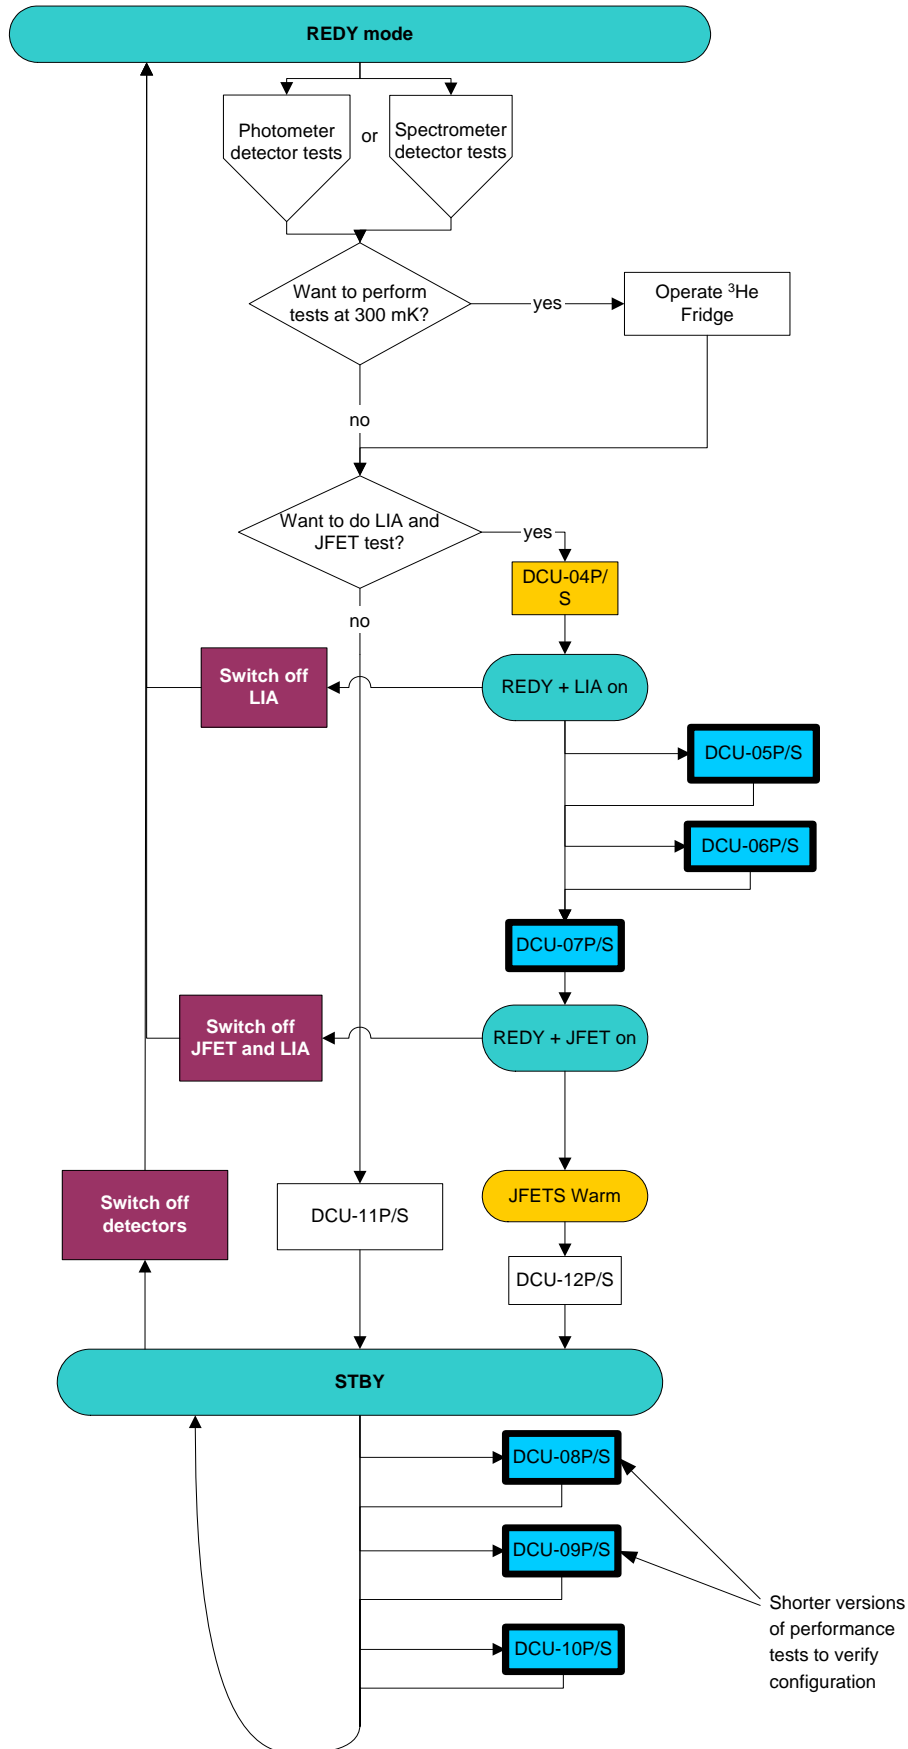 REDY mode
Photometer
detector tests
or
Spectrometer
detector tests
Want to perform
tests at 300 mK?
yes
Operate ³He
Fridge
no
Want to do LIA and
JFET test?
yes
DCU-04P/
S
no
Switch off
LIA
REDY + LIA on
DCU-05P/S
DCU-06P/S
DCU-07P/S
Switch off
JFET and LIA
REDY + JFET on
Switch off
detectors
DCU-11P/S
JFETS Warm
DCU-12P/S
STBY
DCU-08P/S
DCU-09P/S
DCU-10P/S
Shorter versions
of performance
tests to verify
configuration